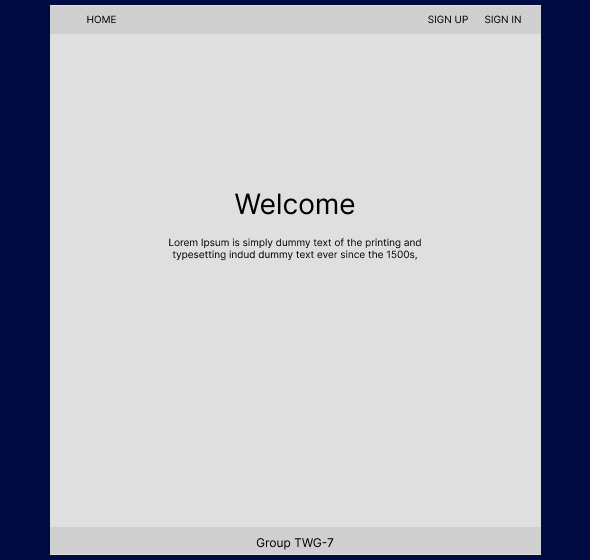 HOME SIGN UP SIGN IN
Welcome
Lorem Ipsum is simply dummy text of the printing and
typesetting indud dummy text ever since the 1500s,
Group TWG-7